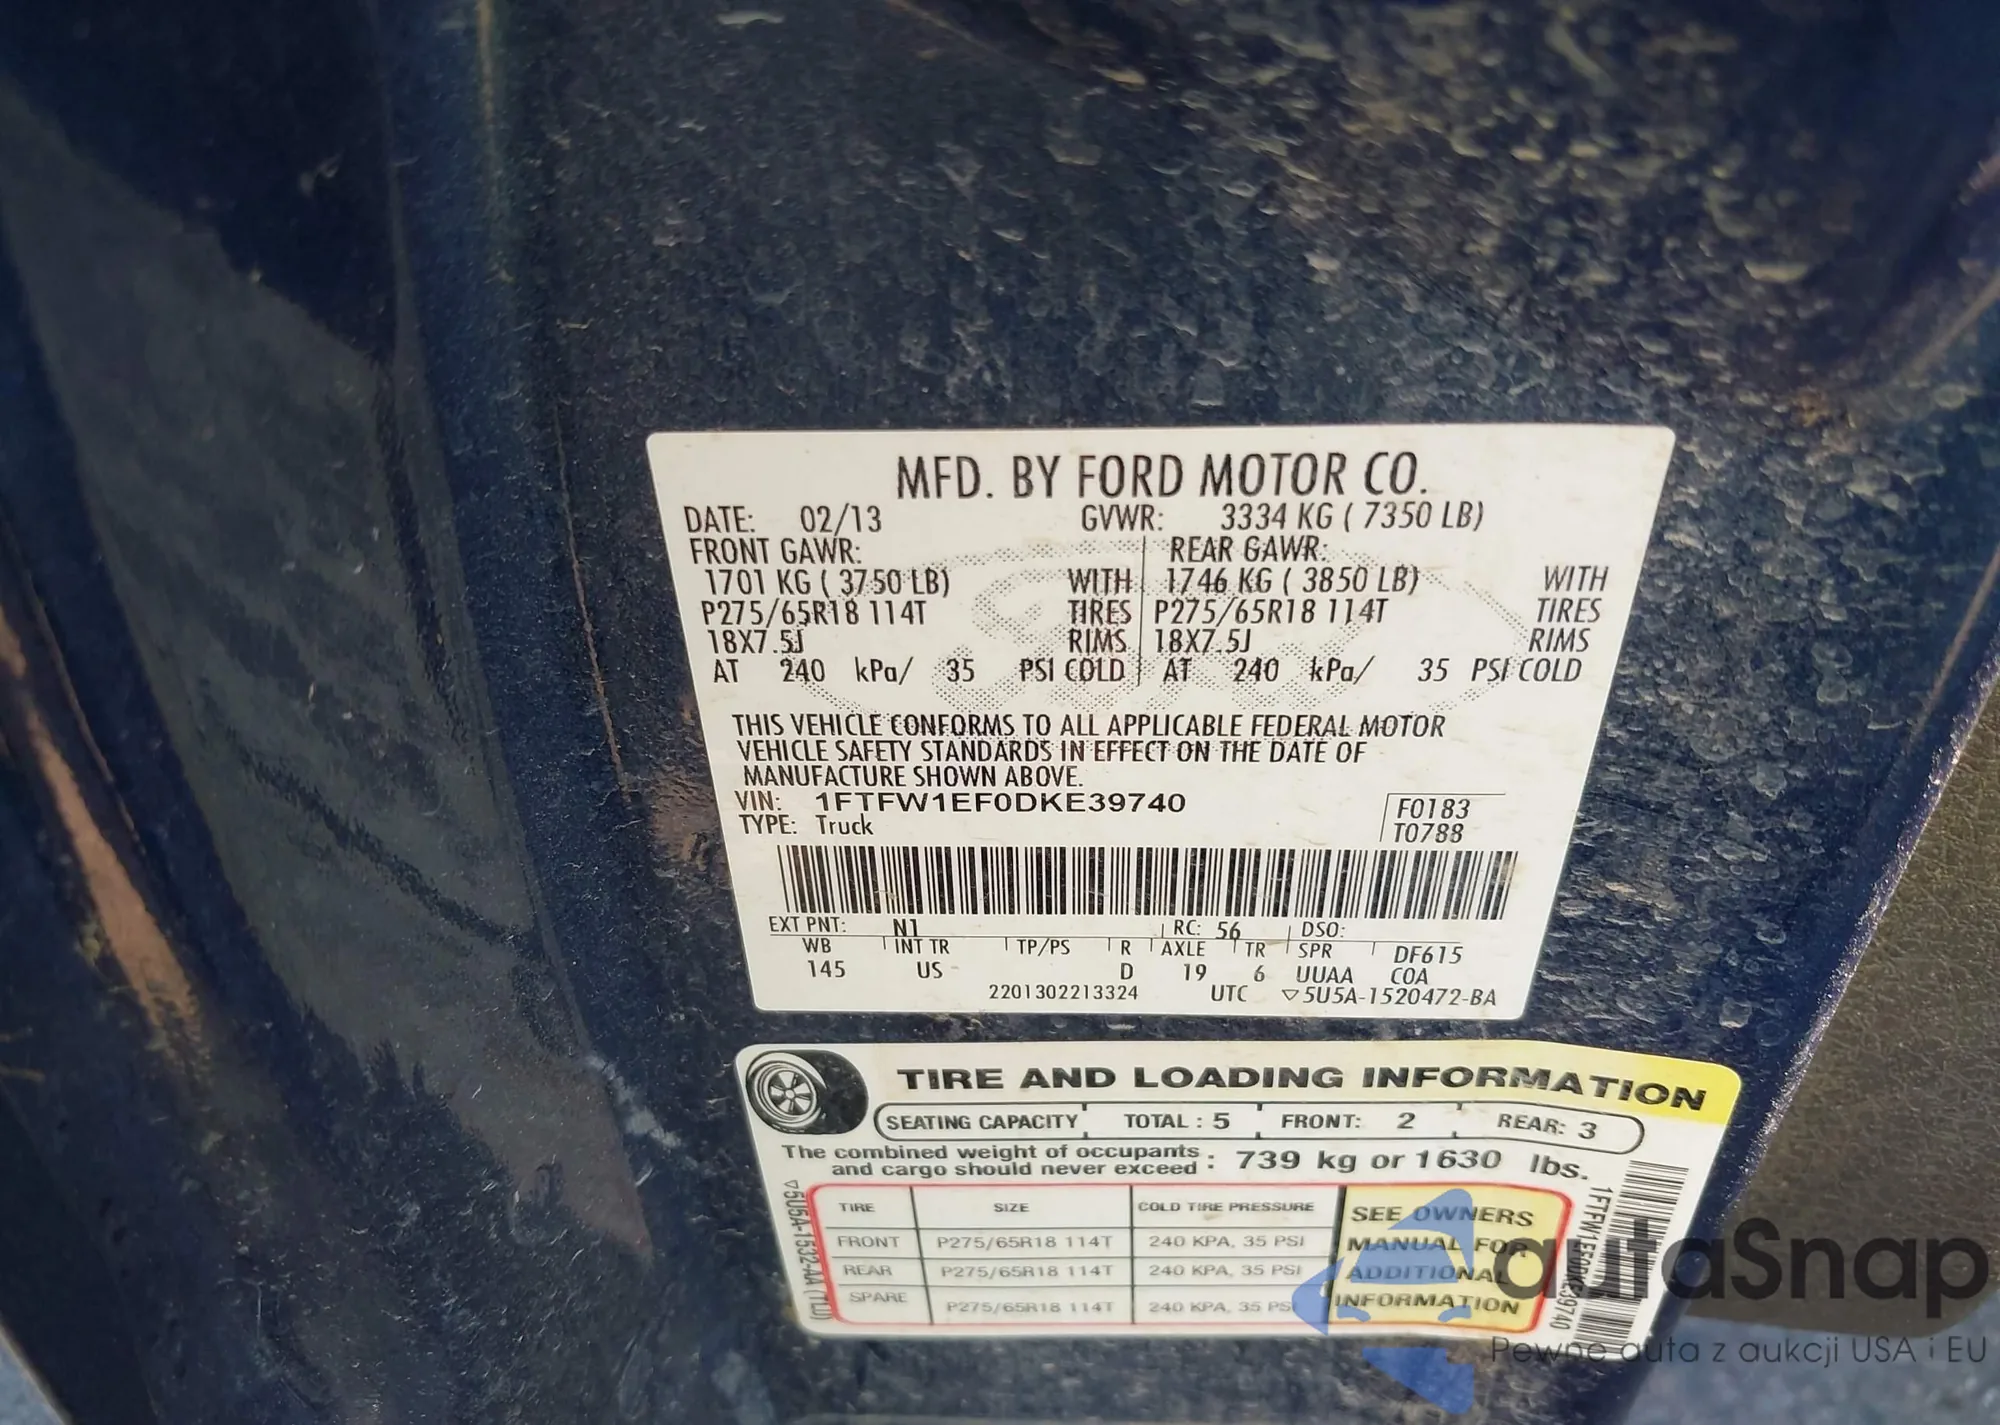 MFD. BY FORD MOTOR CO.
DATE: 02/13 GVWR: 3334 KG ( 7350 LB)
FRONT GAWR: REAR GAWR:
1701 KG ( 3750 LB) WITH 1746 KG ( 3850 LB) WITH
P275/65R18 114T TIRES P275/65R18 114T TIRES
18X7.5J RIMS 18X7.5J RIMS
AT 240 kPa/ 35 PSI COLD AT 240 kPa/ 35 PSI COLD
THIS VEHICLE CONFORMS TO ALL APPLICABLE FEDERAL MOTOR
VEHICLE SAFETY STANDARDS IN EFFECT ON THE DATE OF
MANUFACTURE SHOWN ABOVE.
VIN: 1FTFW1EF0DKE39740 F0183
TYPE: Truck T0788
EXT PNT: N1 RC: 56 DSO:
WB INT TR TP/PS R AXLE TR SPR DF615
145 US D 19 6 UUAA C0A
2201302213324 UTC ▽5U5A-1520472-BA
TIRE AND LOADING INFORMATION
SEATING CAPACITY TOTAL : 5 FRONT: 2 REAR: 3
The combined weight of occupants
and cargo should never exceed : 739 kg or 1630 lbs.
TIRE SIZE COLD TIRE PRESSURE SEE OWNERS
FRONT P275/65R18 114T 240 KPA, 35 PSI MANUAL FOR
REAR P275/65R18 114T 240 KPA, 35 PSI ADDITIONAL
SPARE P275/65R18 114T 240 KPA, 35 PSI INFORMATION
▽5U5A-1532-AA (TLU)
1FTFW1EF0DKE39740
autaSnap
Pewne auta z aukcji USA i EU